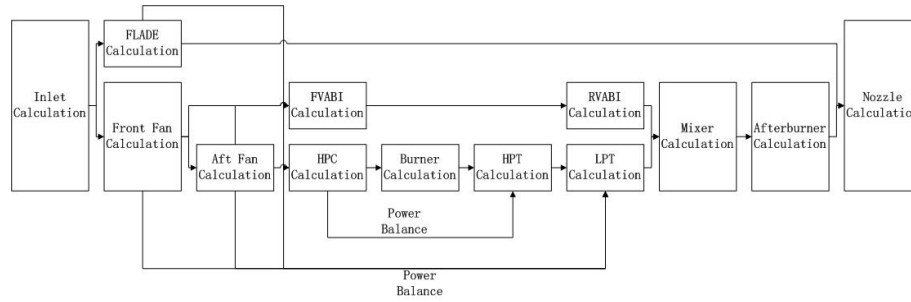 FLADE
Calculation
Inlet
Calculation
Front Fan
Calculation
FVABI
Calculation
RVABI
Calculation
Mixer
Calculation
Afterburner
Calculation
Nozzle
Calculation
Aft Fan
Calculation
HPC
Calculation
Burner
Calculation
HPT
Calculation
LPT
Calculation
Power
Balance
Power
Balance